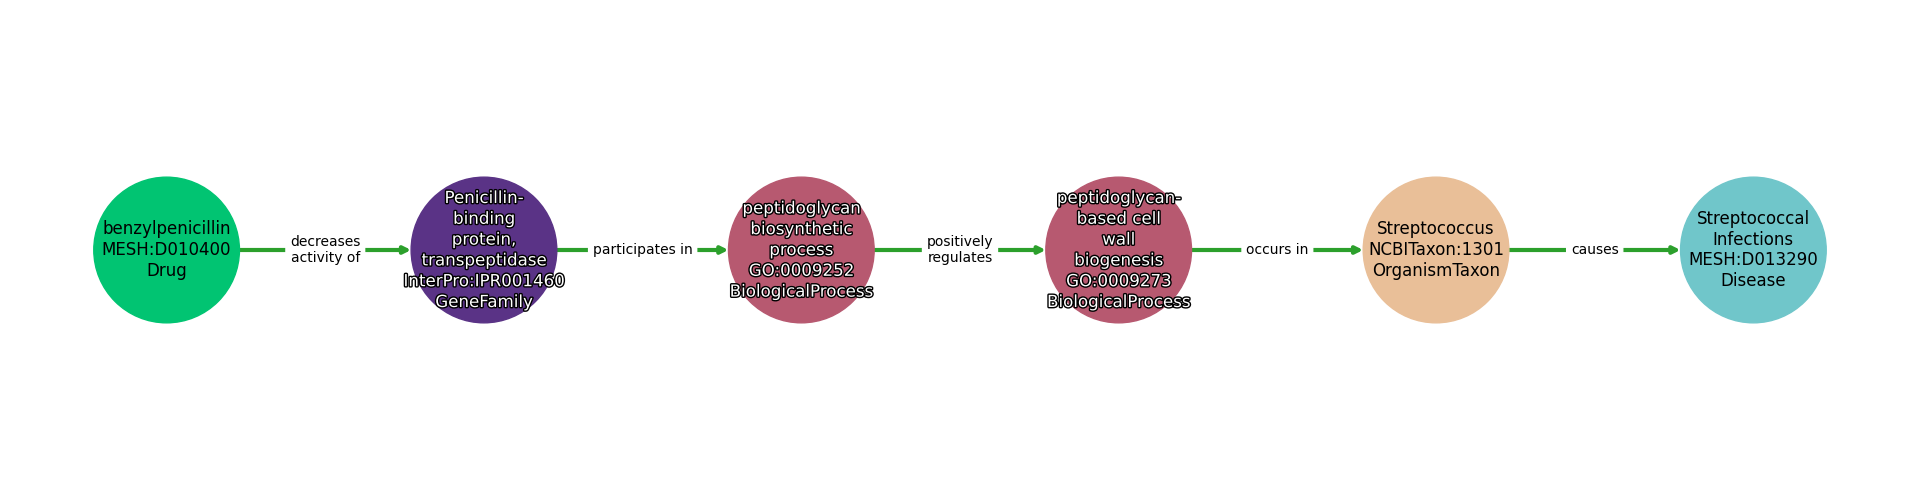 benzylpenicillin
MESH:D010400
Drug
decreases
activity of
Penicillin-
binding
protein,
transpeptidase
InterPro:IPR001460
GeneFamily
participates in
peptidoglycan
biosynthetic
process
GO:0009252
BiologicalProcess
positively
regulates
peptidoglycan-
based cell
wall
biogenesis
GO:0009273
BiologicalProcess
occurs in
Streptococcus
NCBITaxon:1301
OrganismTaxon
causes
Streptococcal
Infections
MESH:D013290
Disease